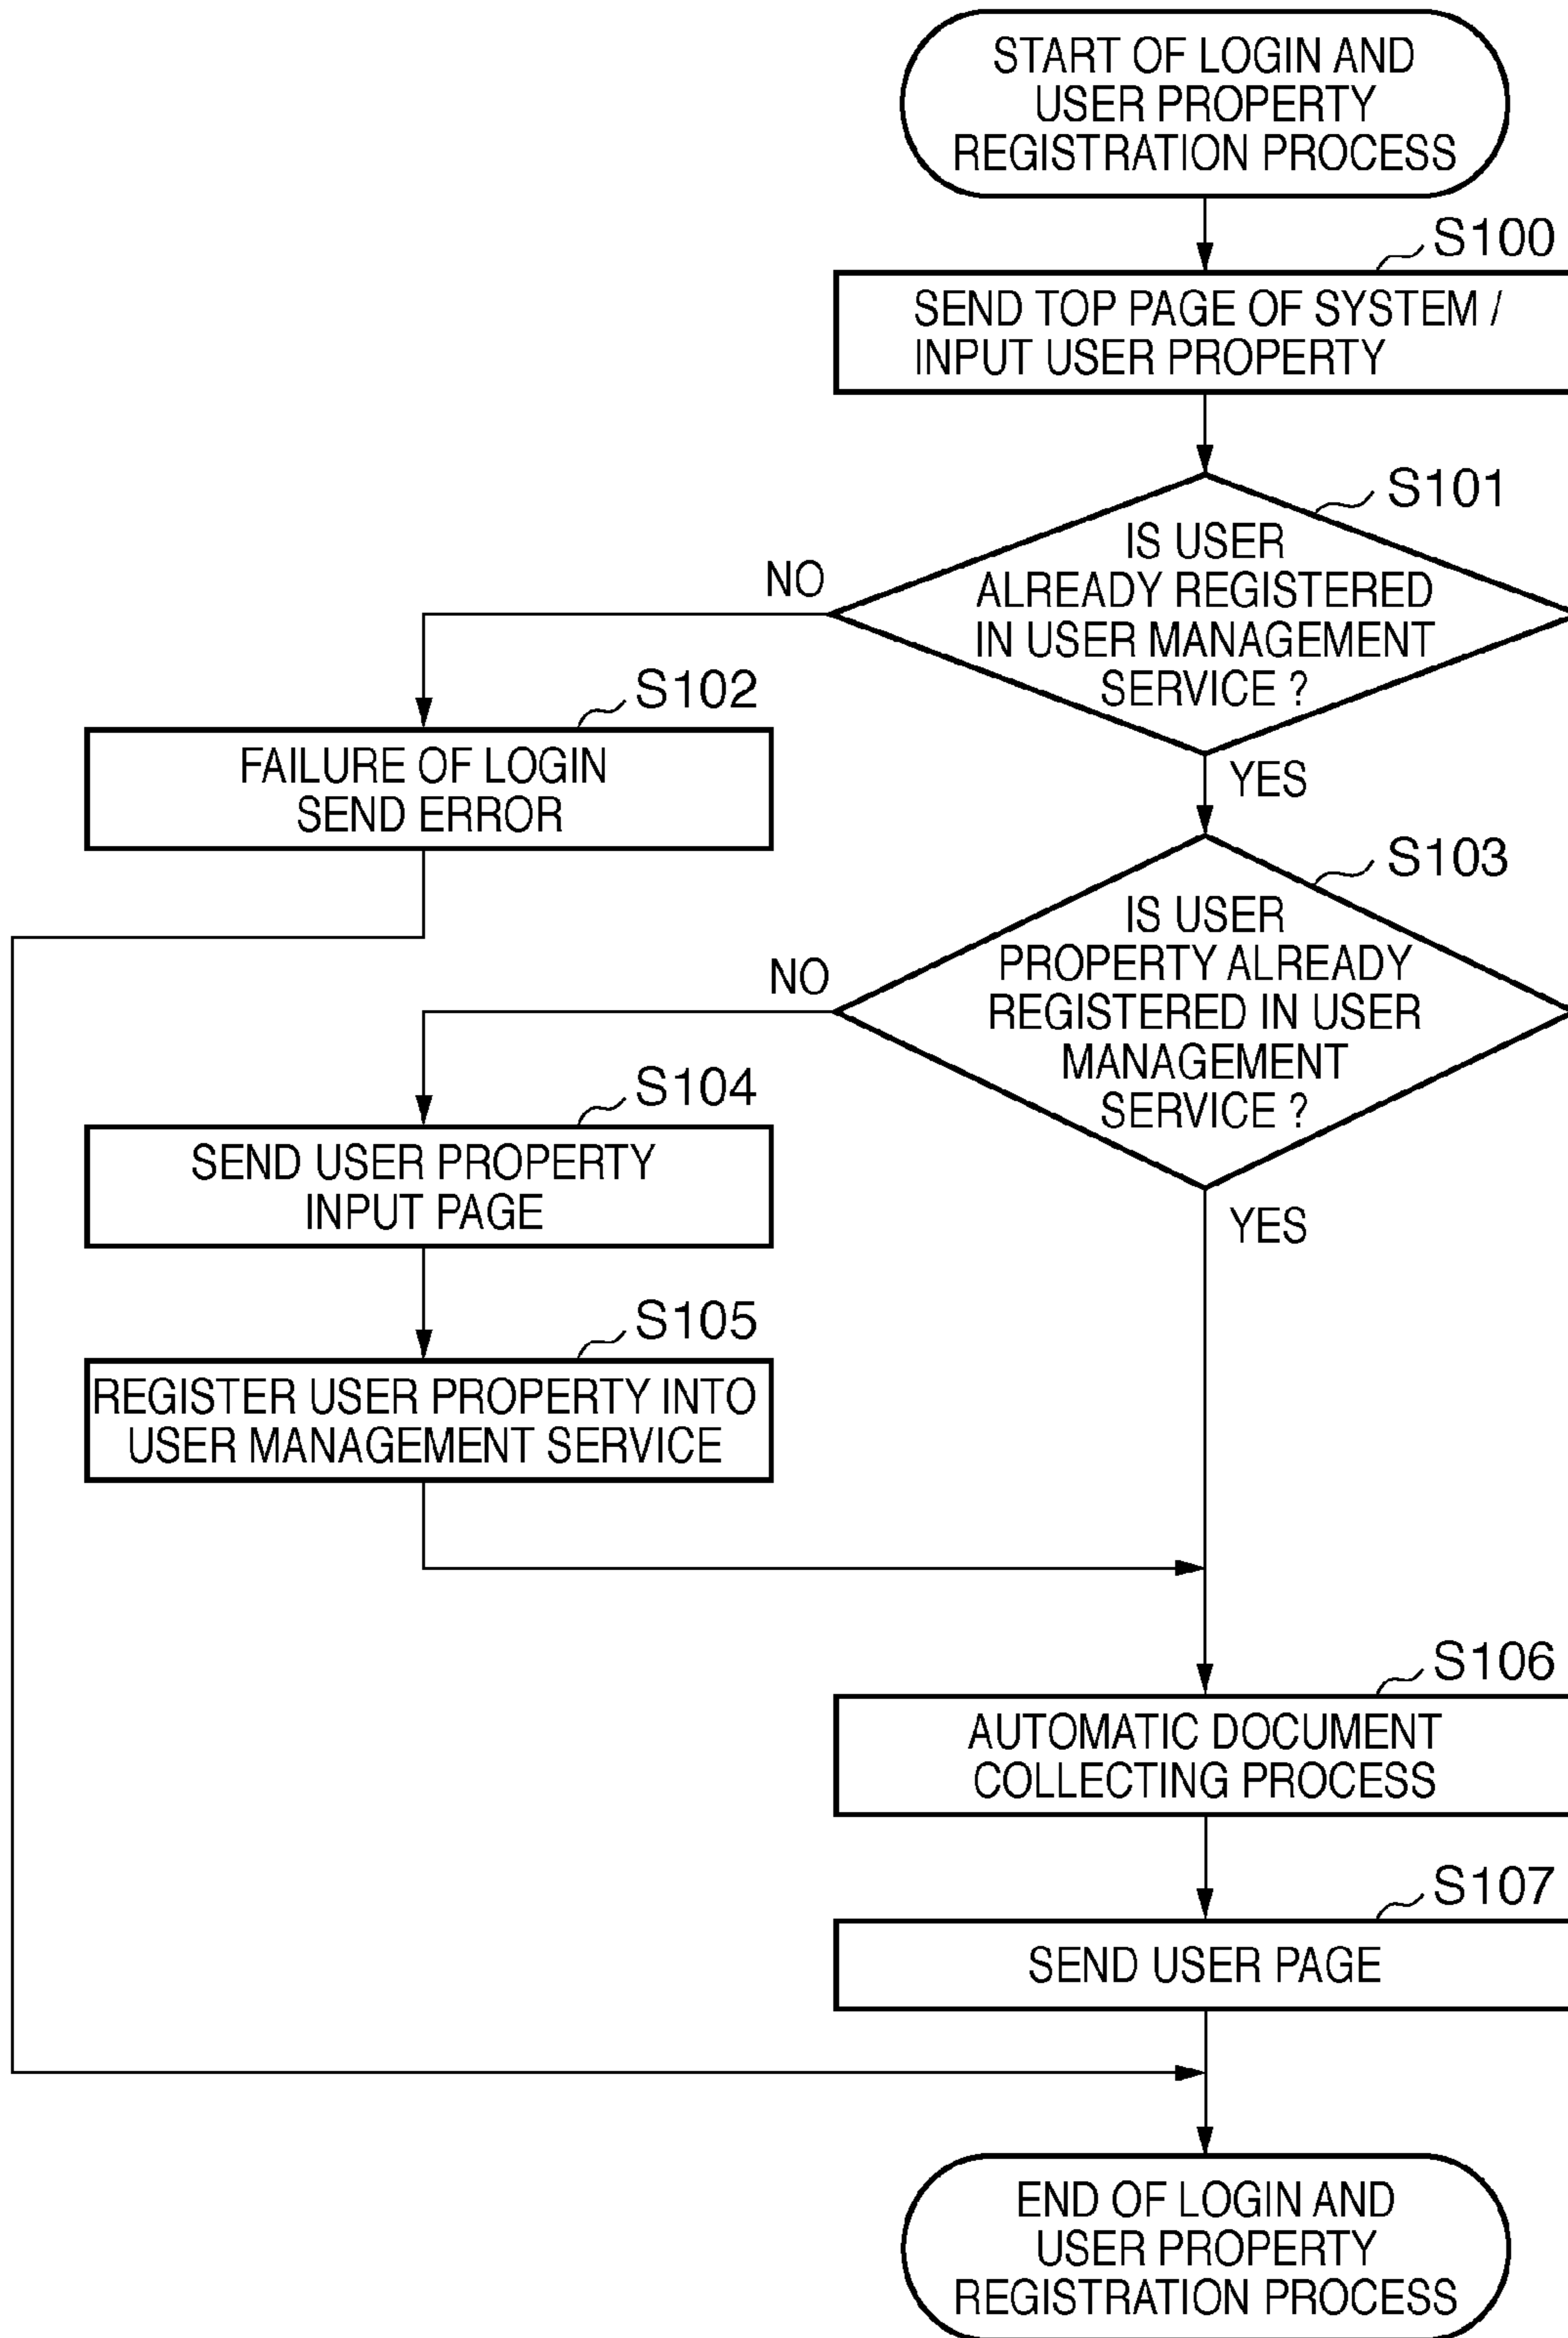 START OF LOGIN AND
USER PROPERTY
REGISTRATION PROCESS
S100
SEND TOP PAGE OF SYSTEM /
INPUT USER PROPERTY
S101
IS USER
ALREADY REGISTERED
IN USER MANAGEMENT
SERVICE ?
NO
YES
S102
FAILURE OF LOGIN
SEND ERROR
S103
IS USER
PROPERTY ALREADY
REGISTERED IN USER
MANAGEMENT
SERVICE ?
NO
YES
S104
SEND USER PROPERTY
INPUT PAGE
S105
REGISTER USER PROPERTY INTO
USER MANAGEMENT SERVICE
S106
AUTOMATIC DOCUMENT
COLLECTING PROCESS
S107
SEND USER PAGE
END OF LOGIN AND
USER PROPERTY
REGISTRATION PROCESS